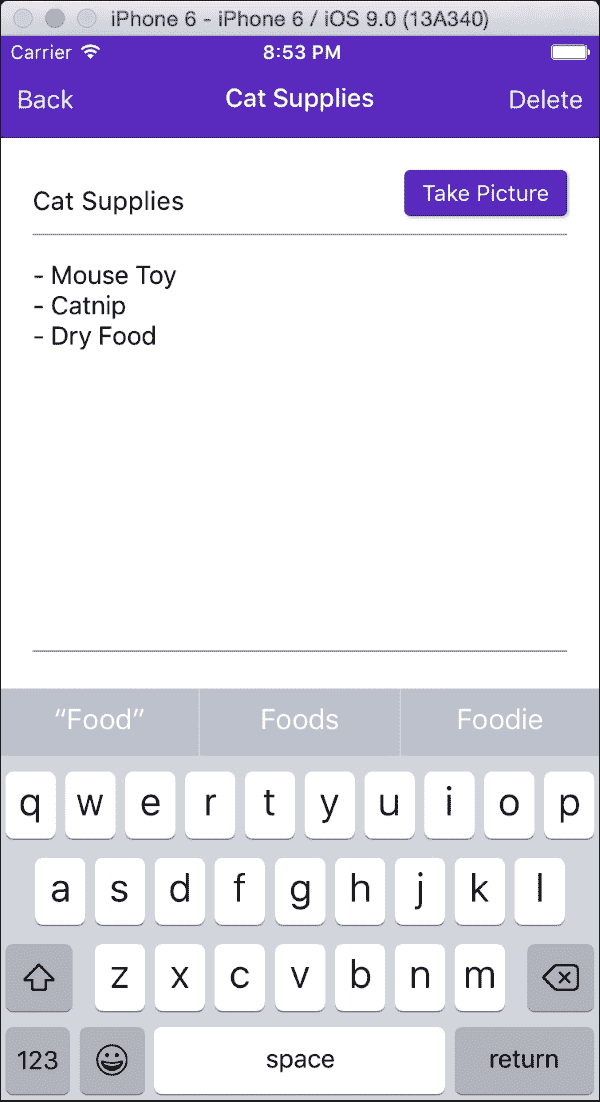 iPhone 6 - iPhone 6 / iOS 9.0 (13A340)
Carrier 8:53 PM
Back Cat Supplies Delete
Cat Supplies Take Picture
- Mouse Toy
- Catnip
- Dry Food
“Food” Foods Foodie
q w e r t y u i o p
a s d f g h j k l
z x c v b n m
123 space return